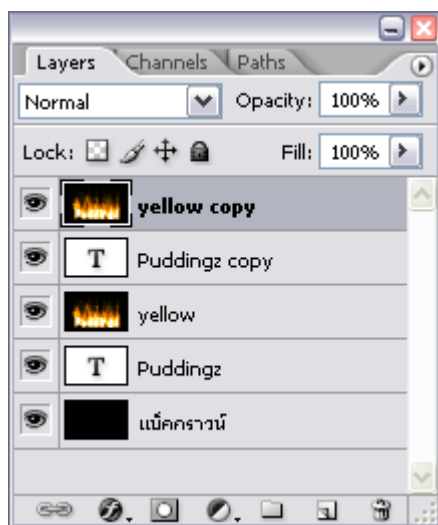 Layers Channels Paths
Normal Opacity: 100%
Lock: Fill: 100%
yellow copy
T Puddingz copy
yellow
T Puddingz
แบ็คกราวน์